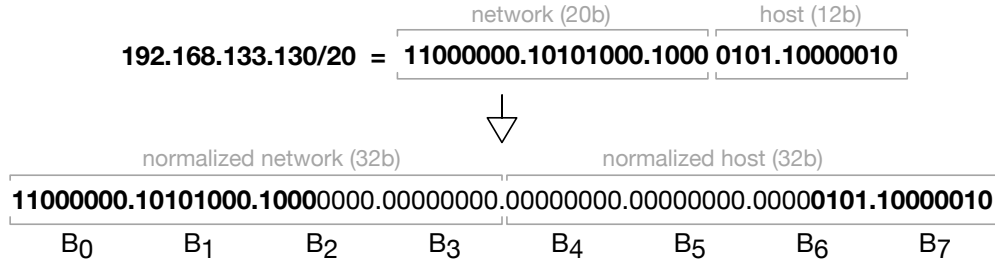 network (20b) host (12b)
192.168.133.130/20 = 11000000.10101000.1000 0101.10000010
normalized network (32b) normalized host (32b)
11000000.10101000.10000000.00000000.00000000.00000000.00000101.10000010
B0 B1 B2 B3 B4 B5 B6 B7